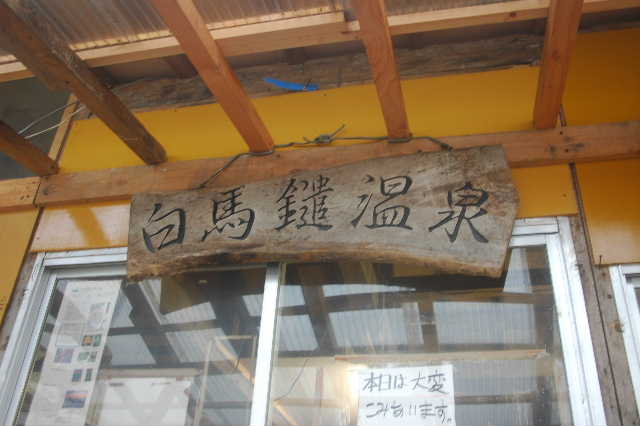 白馬鑓温泉
本日は大変
こみあいます。